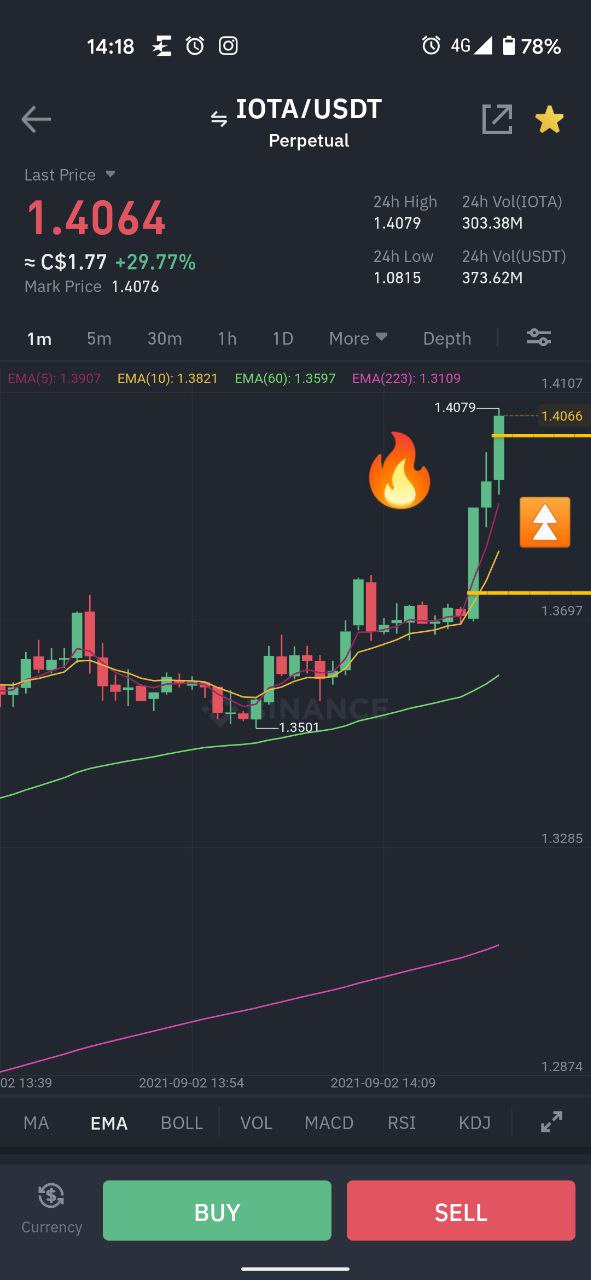 14:18 4G 78%
IOTA/USDT
Perpetual
Last Price
1.4064
≈ C$1.77 +29.77%
Mark Price 1.4076
24h High 24h Vol(IOTA)
1.4079 303.38M
24h Low 24h Vol(USDT)
1.0815 373.62M
1m 5m 30m 1h 1D More Depth
EMA(5): 1.3907 EMA(10): 1.3821 EMA(60): 1.3597 EMA(223): 1.3109
1.4107
1.4079
1.4066
1.3697
BINANCE
1.3501
1.3285
1.2874
02 13:39 2021-09-02 13:54 2021-09-02 14:09
MA EMA BOLL VOL MACD RSI KDJ
Currency
BUY
SELL